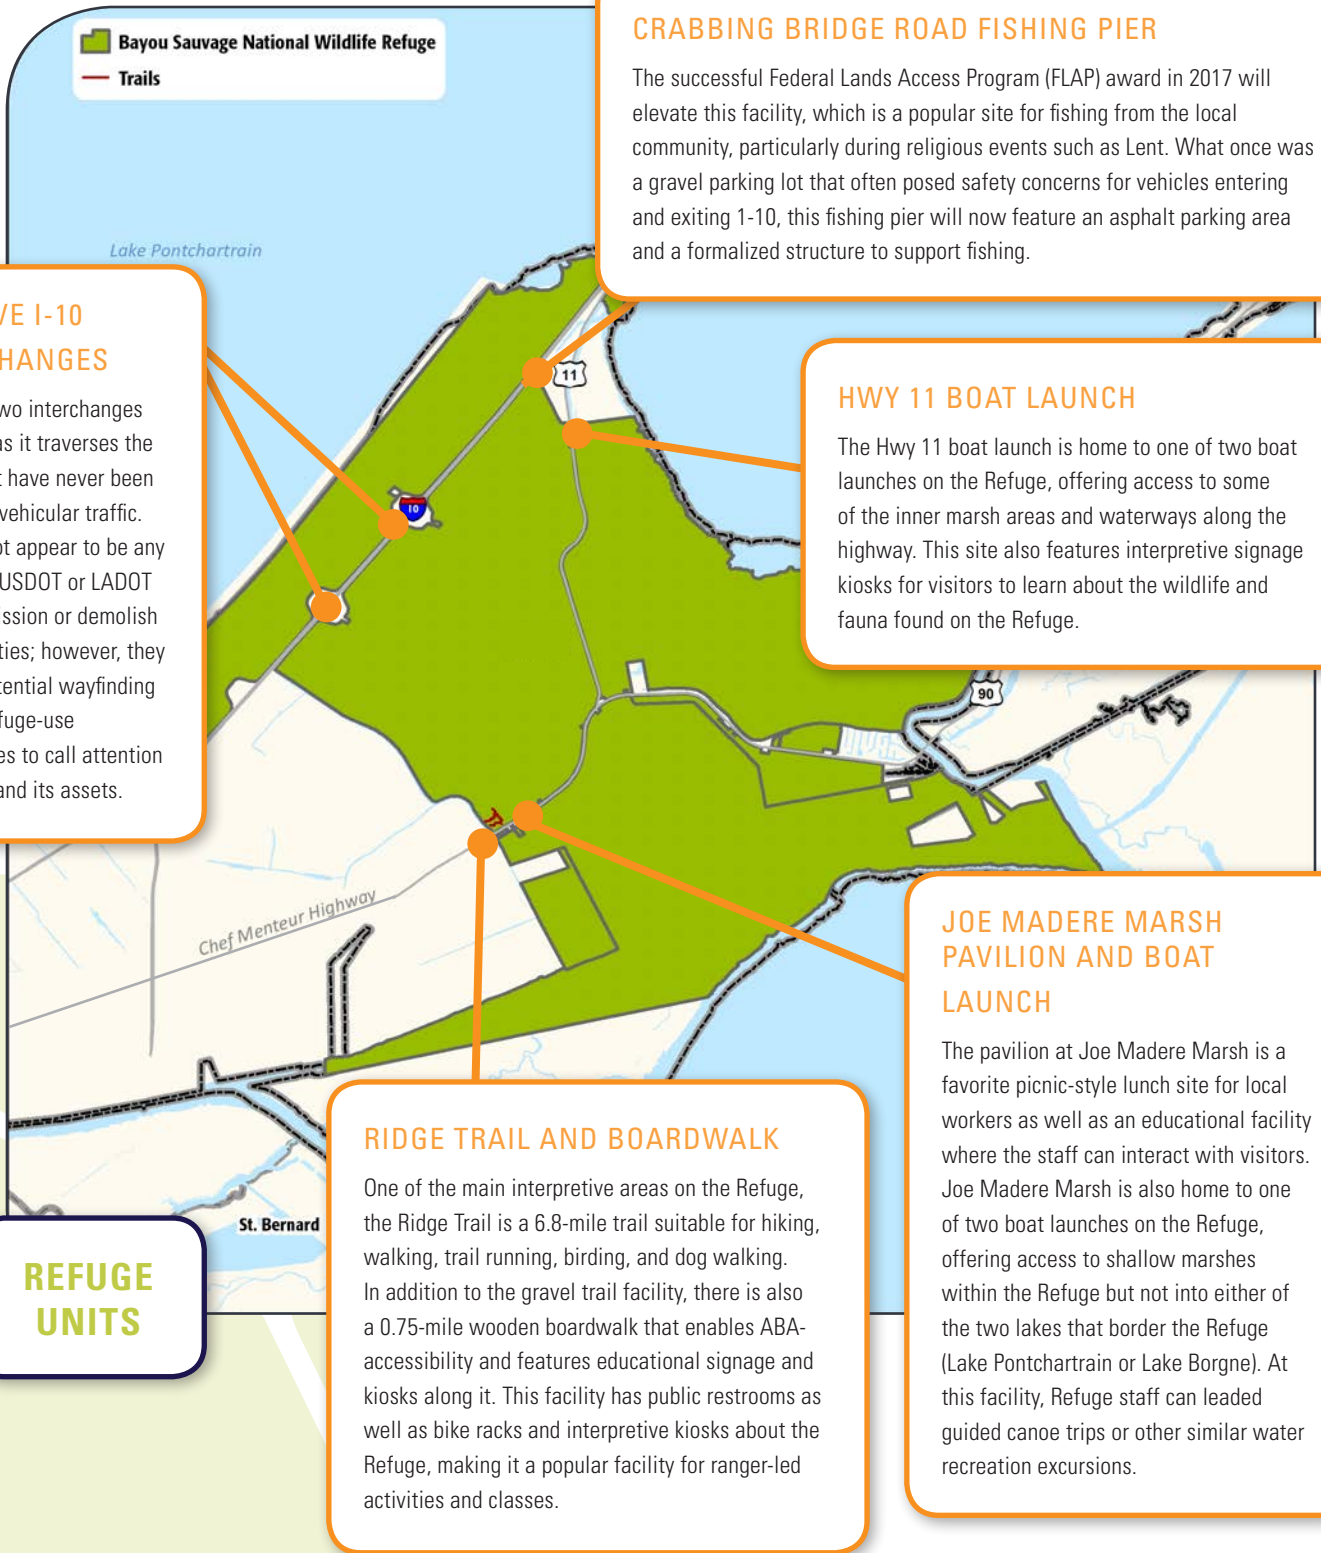 Bayou Sauvage National Wildlife Refuge
Trails
CRABBING BRIDGE ROAD FISHING PIER
The successful Federal Lands Access Program (FLAP) award in 2017 will
elevate this facility, which is a popular site for fishing from the local
community, particularly during religious events such as Lent. What once was
a gravel parking lot that often posed safety concerns for vehicles entering
and exiting 1-10, this fishing pier will now feature an asphalt parking area
and a formalized structure to support fishing.
Lake Pontchartrain
I-10
wo interchanges
as it traverses the
have never been
vehicular traffic.
ot appear to be any
USDOT or LADOT
ission or demolish
ties; however, they
tential wayfinding
fuge-use
es to call attention
and its assets.
11
10
HWY 11 BOAT LAUNCH
The Hwy 11 boat launch is home to one of two boat
launches on the Refuge, offering access to some
of the inner marsh areas and waterways along the
highway. This site also features interpretive signage
kiosks for visitors to learn about the wildlife and
fauna found on the Refuge.
90
Chef Menteur Highway
JOE MADERE MARSH
PAVILION AND BOAT
LAUNCH
The pavilion at Joe Madere Marsh is a
favorite picnic-style lunch site for local
workers as well as an educational facility
where the staff can interact with visitors.
Joe Madere Marsh is also home to one
of two boat launches on the Refuge,
offering access to shallow marshes
within the Refuge but not into either of
the two lakes that border the Refuge
(Lake Pontchartrain or Lake Borgne). At
this facility, Refuge staff can leaded
guided canoe trips or other similar water
recreation excursions.
RIDGE TRAIL AND BOARDWALK
One of the main interpretive areas on the Refuge,
the Ridge Trail is a 6.8-mile trail suitable for hiking,
walking, trail running, birding, and dog walking.
In addition to the gravel trail facility, there is also
a 0.75-mile wooden boardwalk that enables ABA-
accessibility and features educational signage and
kiosks along it. This facility has public restrooms as
well as bike racks and interpretive kiosks about the
Refuge, making it a popular facility for ranger-led
activities and classes.
St. Bernard
REFUGE
UNITS